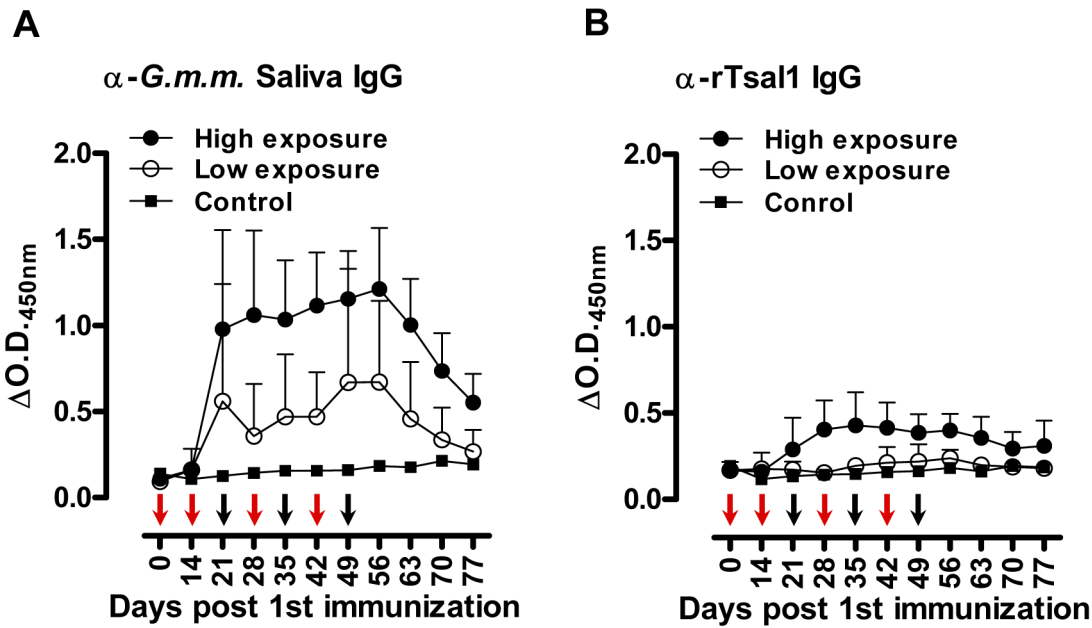 A
α-G.m.m. Saliva IgG
High exposure
Low exposure
Control
2.0
1.5
1.0
0.5
0.0
ΔO.D.450nm
0 14 21 28 35 42 49 56 63 70 77
Days post 1st immunization
B
α-rTsal1 IgG
High exposure
Low exposure
Conrol
2.0
1.5
1.0
0.5
0.0
ΔO.D.450nm
0 14 21 28 35 42 49 56 63 70 77
Days post 1st immunization